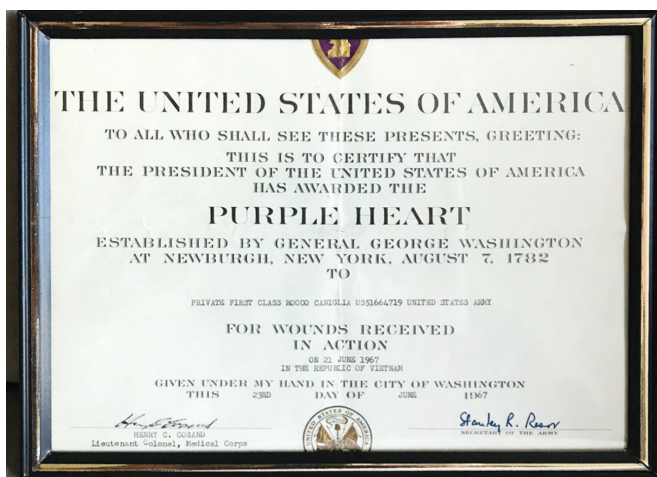 THE UNITED STATES OF AMERICA
TO ALL WHO SHALL SEE THESE PRESENTS, GREETING:
THIS IS TO CERTIFY THAT
THE PRESIDENT OF THE UNITED STATES OF AMERICA
HAS AWARDED THE
PURPLE HEART
ESTABLISHED BY GENERAL GEORGE WASHINGTON
AT NEWBURGH, NEW YORK, AUGUST 7, 1782
TO
PRIVATE FIRST CLASS ROCCO CANIGLIA US51664719 UNITED STATES ARMY
FOR WOUNDS RECEIVED
IN ACTION
ON 21 JUNE 1967
IN THE REPUBLIC OF VIETNAM
GIVEN UNDER MY HAND IN THE CITY OF WASHINGTON
THIS 23RD DAY OF JUNE 1967
UNITED STATES OF AMERICA
Stanley R. Resor
HENRY C. COSAND
Lieutenant Colonel, Medical Corps
SECRETARY OF THE ARMY